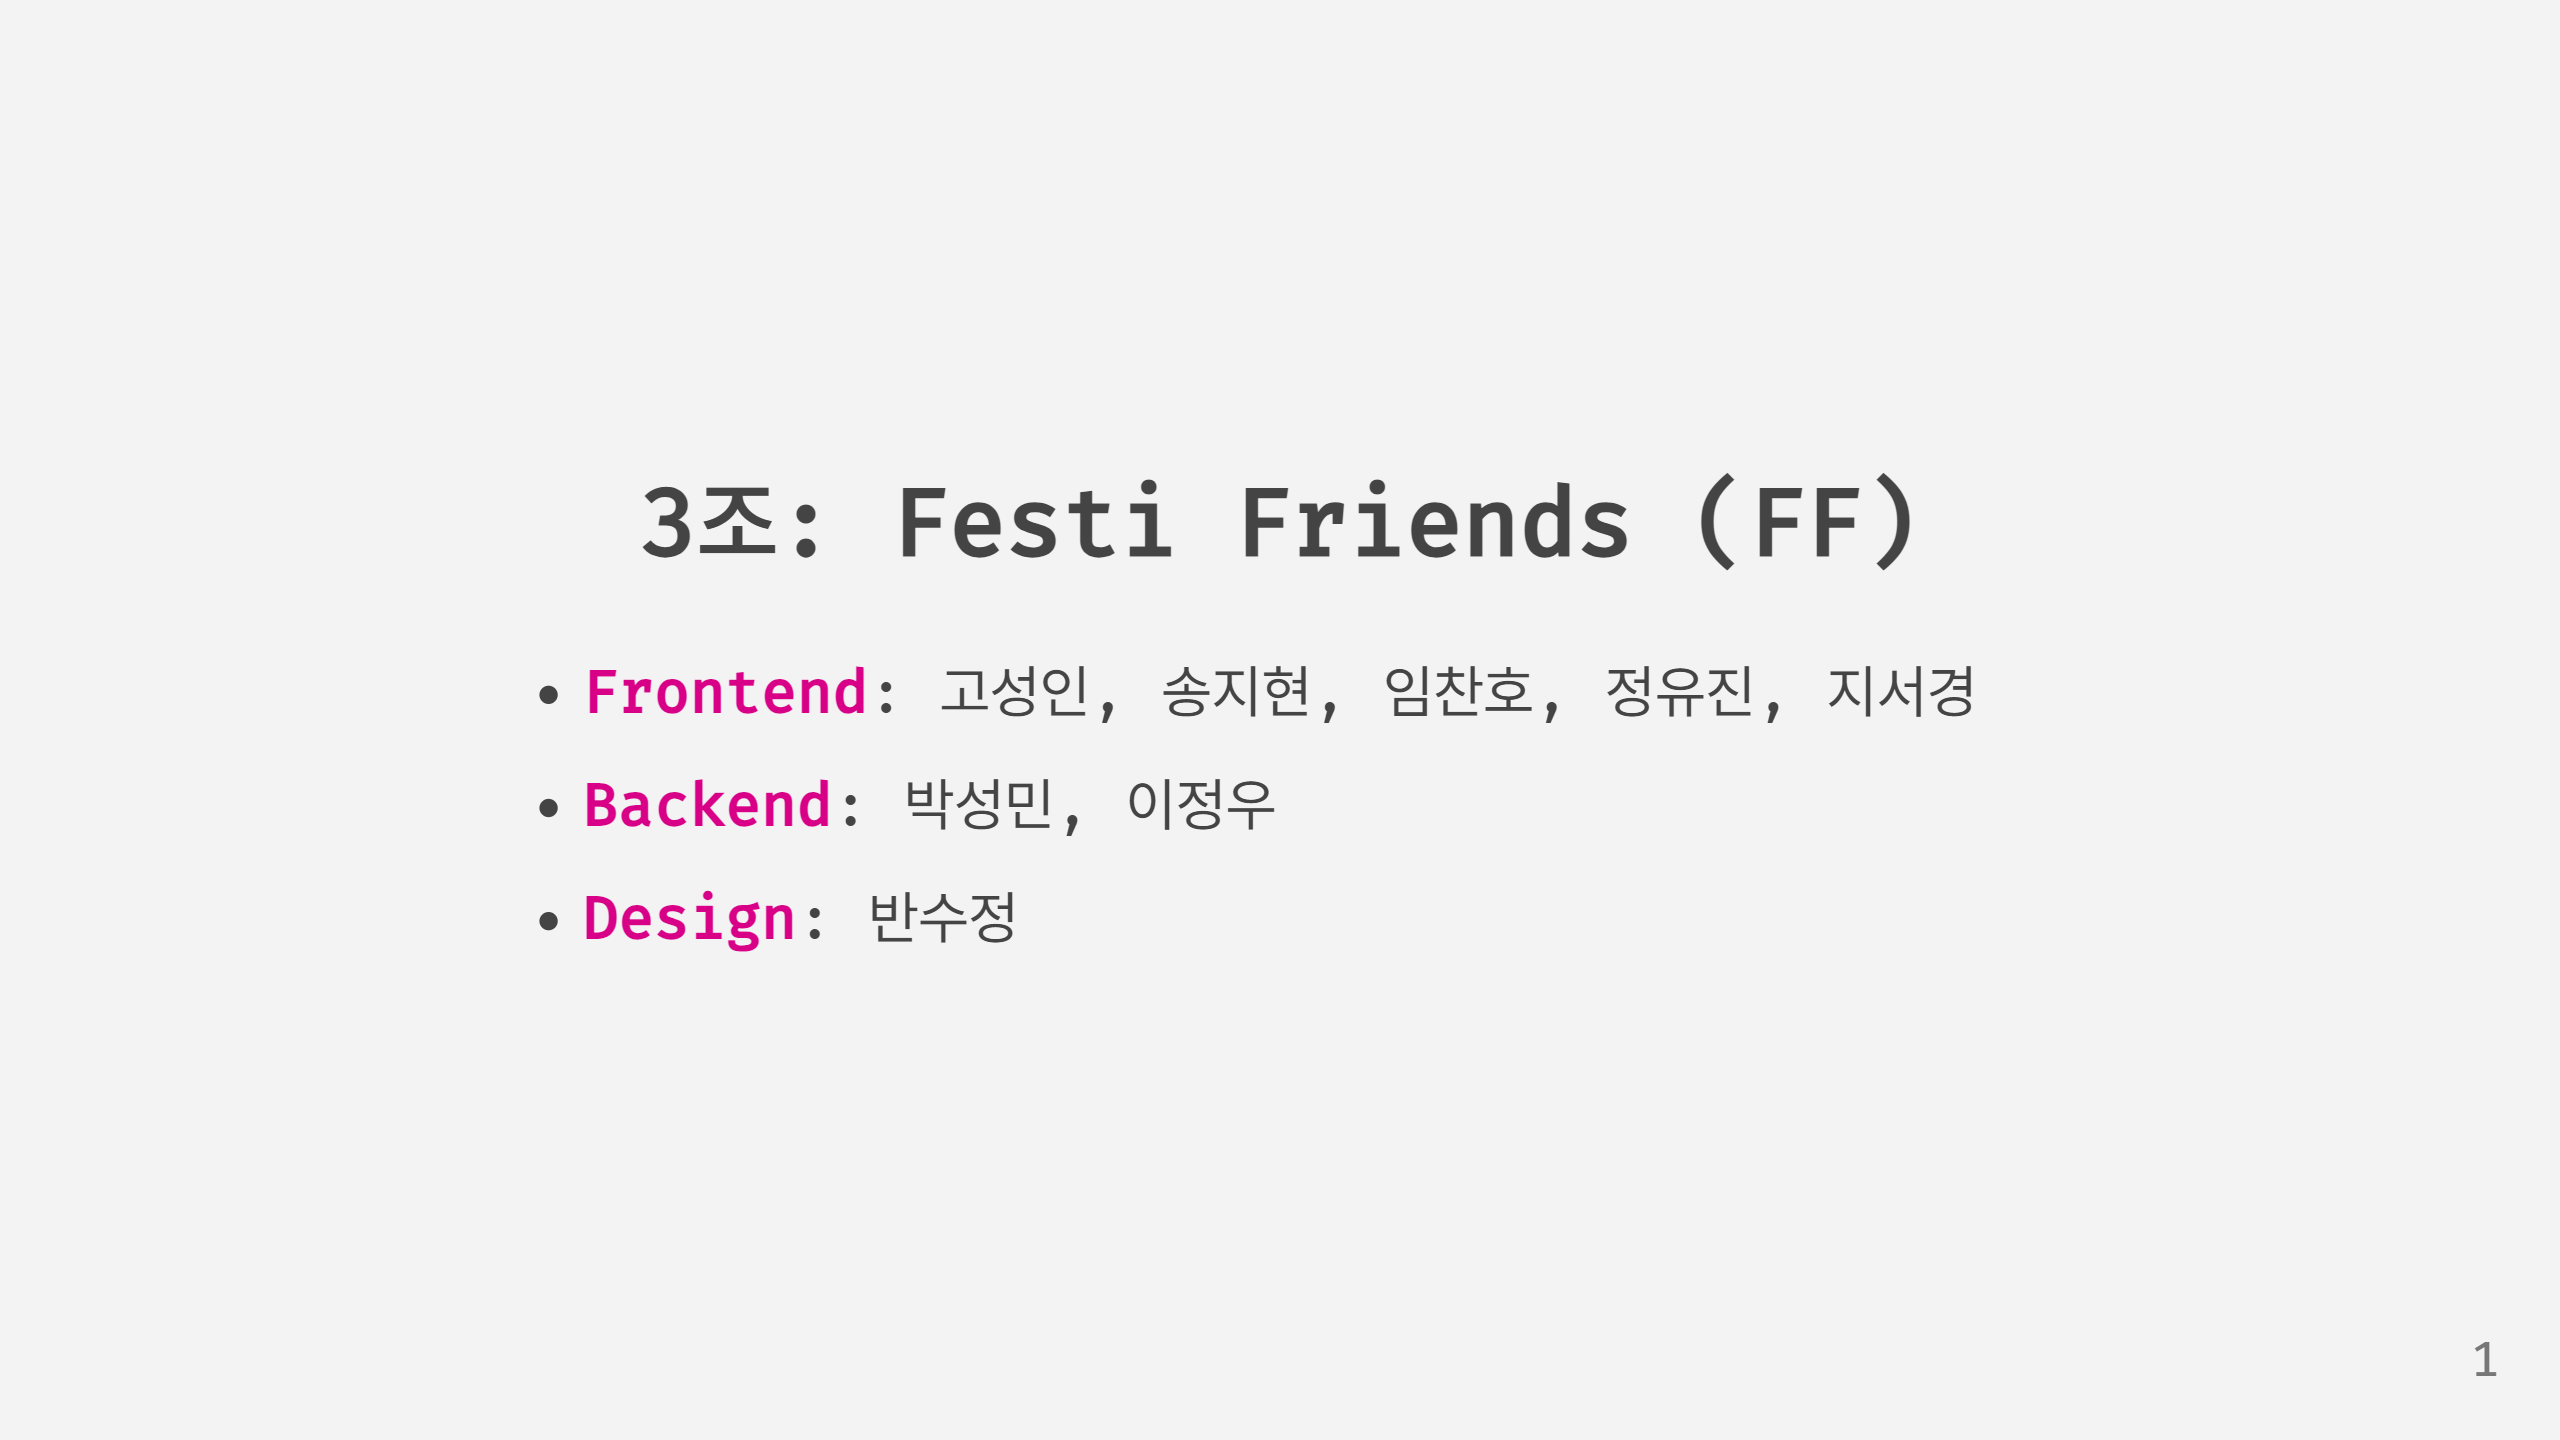 3조: Festi Friends (FF)
• Frontend: 고성인, 송지현, 임찬호, 정유진, 지서경
• Backend: 박성민, 이정우
• Design: 반수정
1